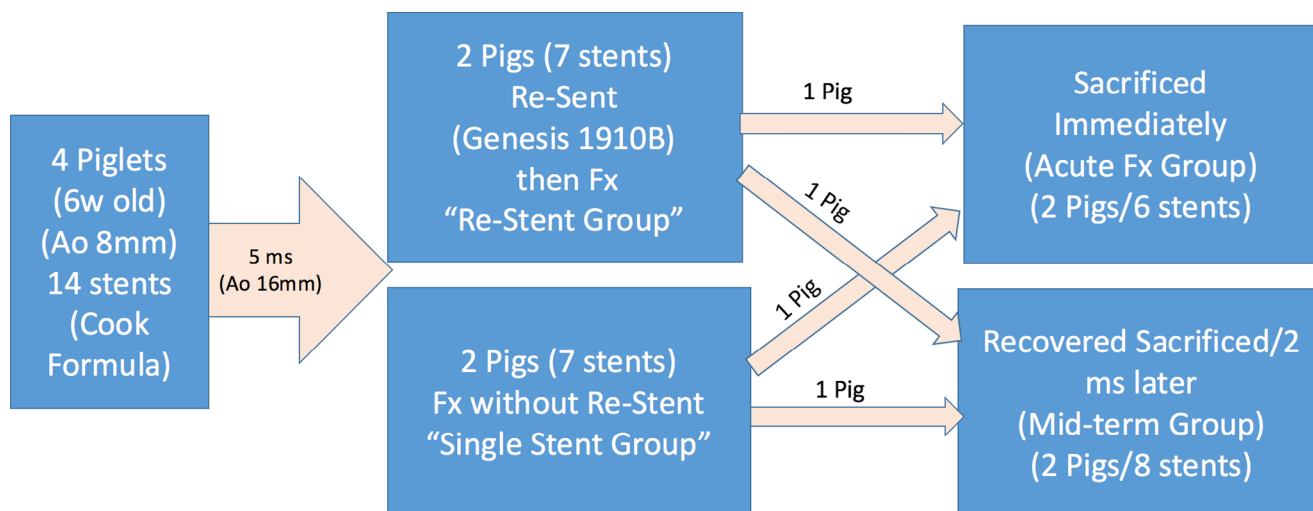 4 Piglets
(6w old)
(Ao 8mm)
14 stents
(Cook
Formula)
5 ms
(Ao 16mm)
2 Pigs (7 stents)
Re-Sent
(Genesis 1910B)
then Fx
“Re-Stent Group”
2 Pigs (7 stents)
Fx without Re-Stent
“Single Stent Group”
1 Pig
1 Pig
1 Pig
1 Pig
Sacrificed
Immediately
(Acute Fx Group)
(2 Pigs/6 stents)
Recovered Sacrificed/2
ms later
(Mid-term Group)
(2 Pigs/8 stents)